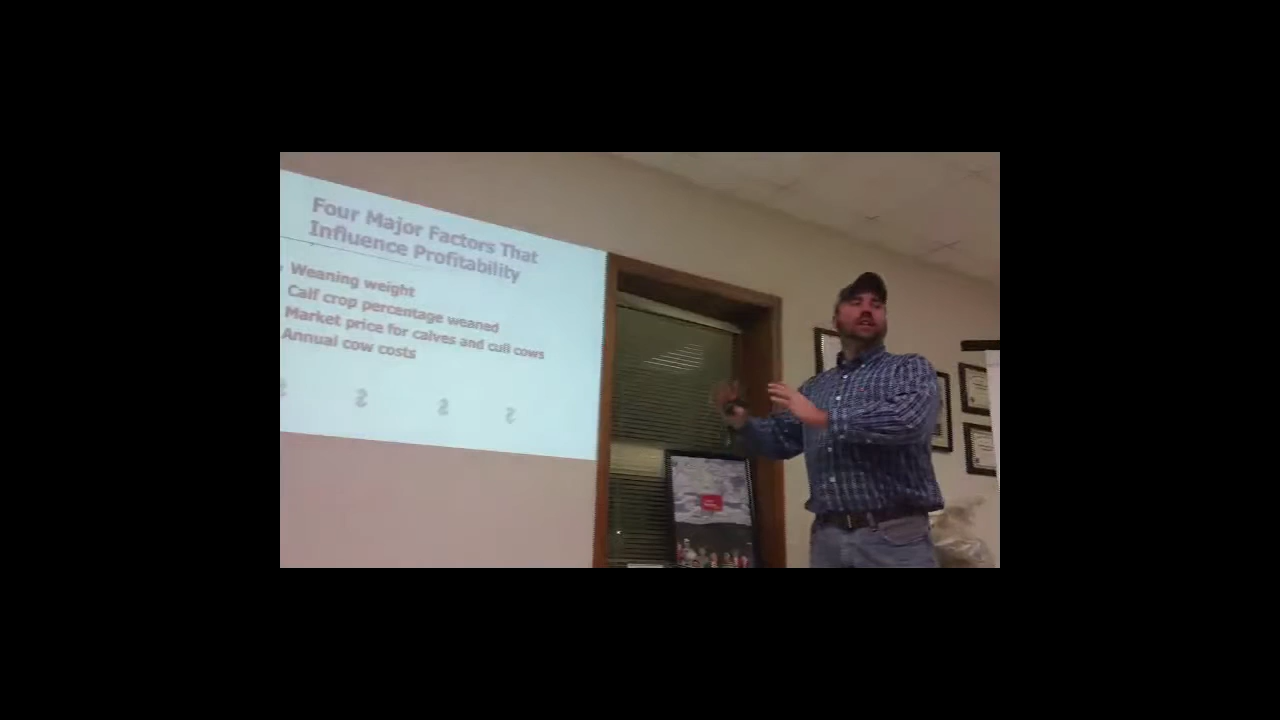 Four Major Factors That
Influence Profitability
Weaning weight
Calf crop percentage weaned
Market price for calves and cull cows
Annual cow costs